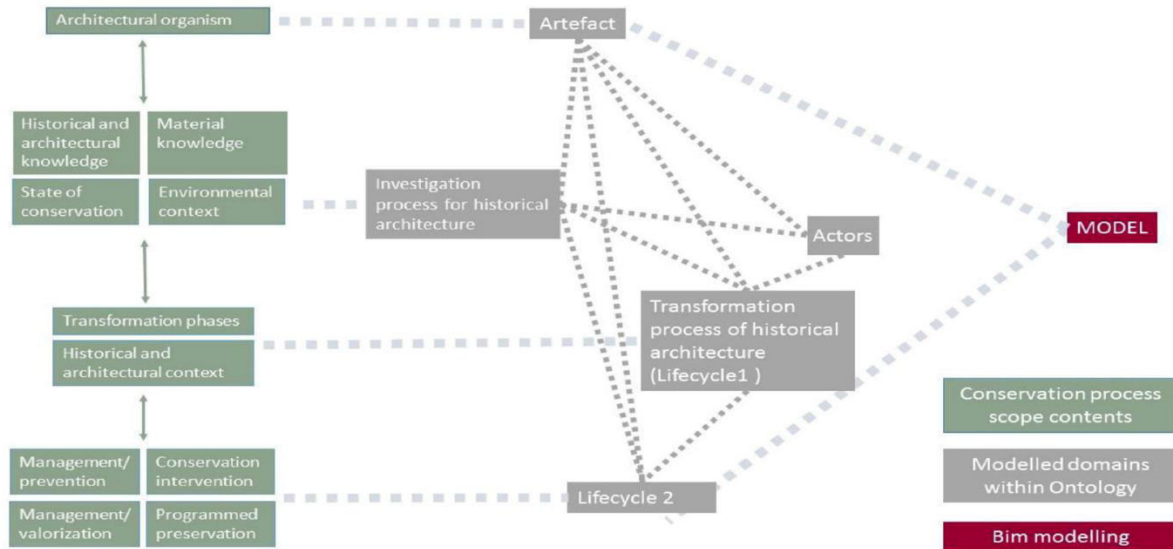 Architectural organism
Artefact
Historical and
architectural
knowledge
Material
knowledge
State of
conservation
Environmental
context
Investigation
process for historical
architecture
Actors
MODEL
Transformation phases
Historical and
architectural context
Transformation
process of historical
architecture
(Lifecycle1 )
Management/
prevention
Conservation
intervention
Management/
valorization
Programmed
preservation
Lifecycle 2
Conservation process
scope contents
Modelled domains
within Ontology
Bim modelling